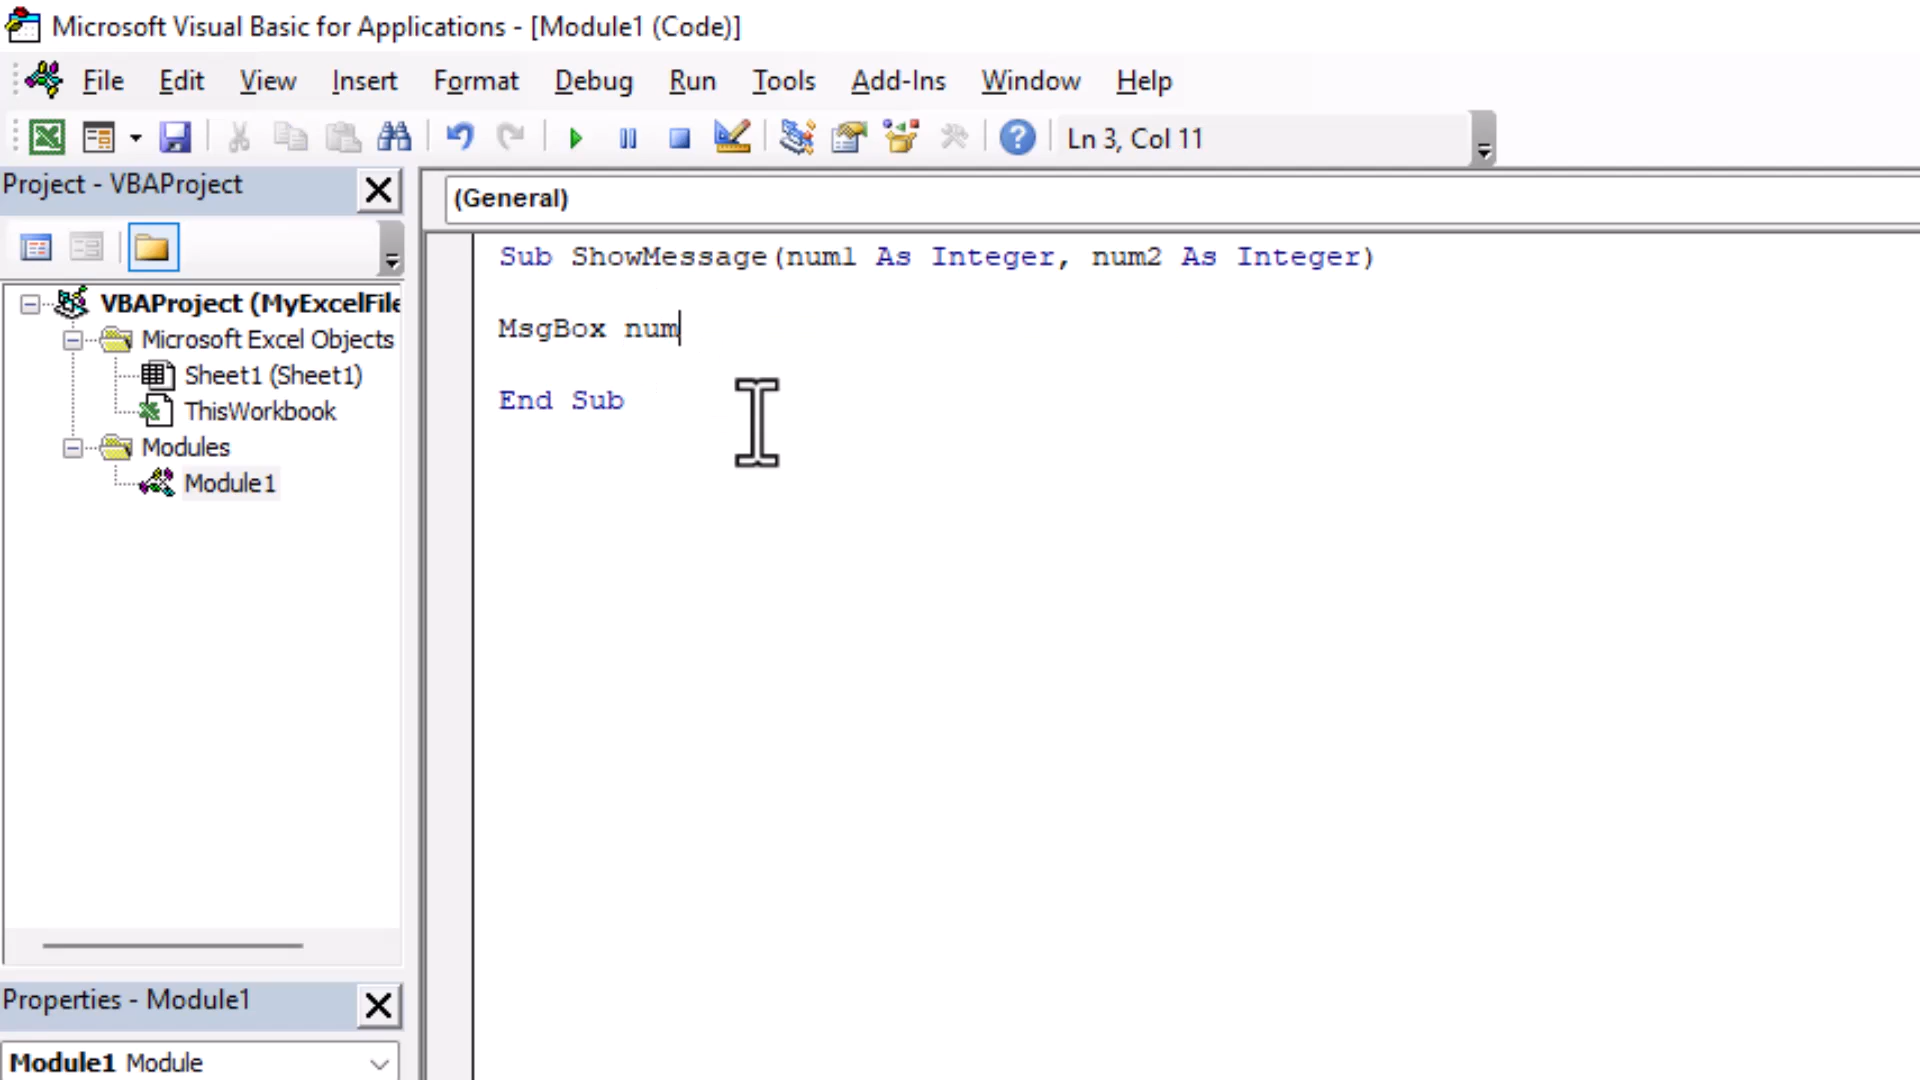 Microsoft Visual Basic for Applications - [Module1 (Code)]
File Edit View Insert Format Debug Run Tools Add-Ins Window Help
Ln 3, Col 11
Project - VBAProject
(General)
VBAProject (MyExcelFile
Microsoft Excel Objects
Sheet1 (Sheet1)
ThisWorkbook
Modules
Module1
Sub ShowMessage(num1 As Integer, num2 As Integer)
MsgBox num
End Sub
Properties - Module1
Module1 Module